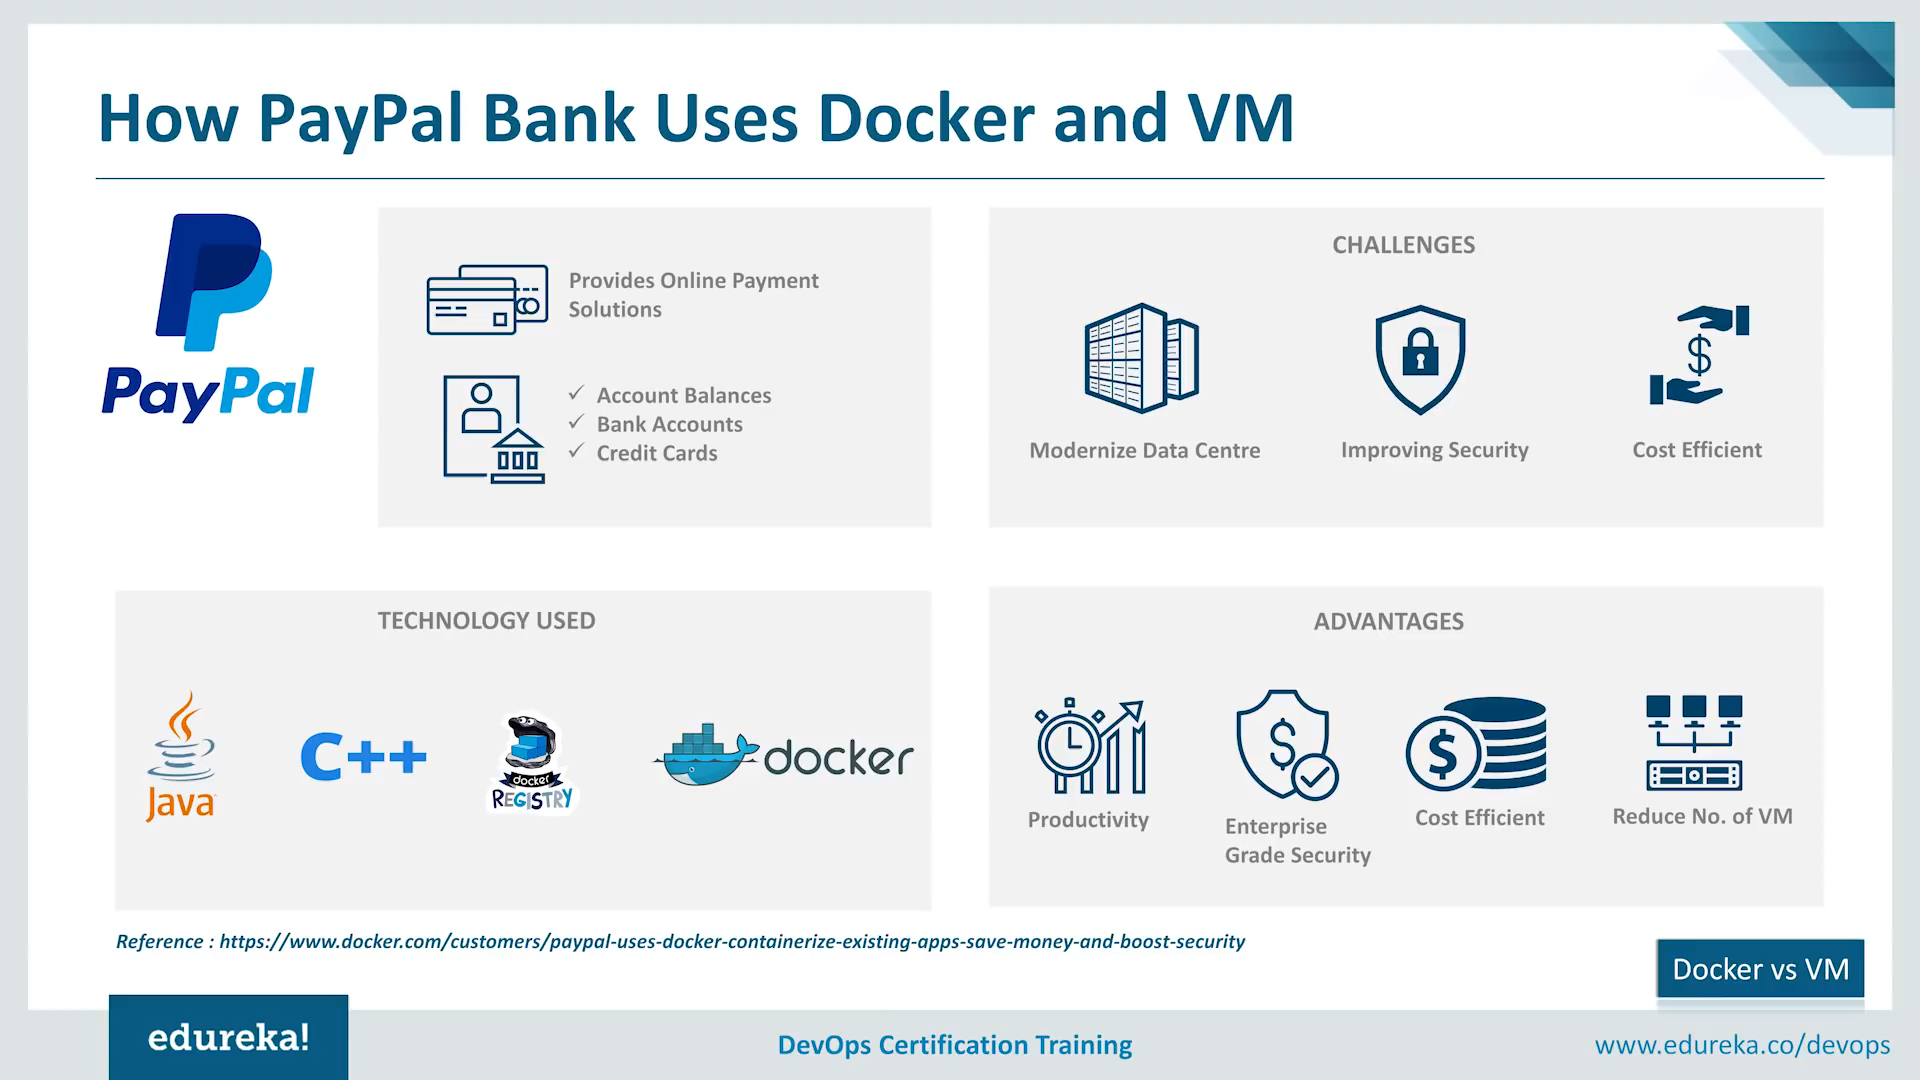 How PayPal Bank Uses Docker and VM
PayPal
Provides Online Payment
Solutions
✓ Account Balances
✓ Bank Accounts
✓ Credit Cards
CHALLENGES
Modernize Data Centre
Improving Security
Cost Efficient
TECHNOLOGY USED
Java
C++
docker
REGISTRY
docker
ADVANTAGES
Productivity
Enterprise
Grade Security
Cost Efficient
Reduce No. of VM
Reference : https://www.docker.com/customers/paypal-uses-docker-containerize-existing-apps-save-money-and-boost-security
Docker vs VM
edureka!
DevOps Certification Training
www.edureka.co/devops